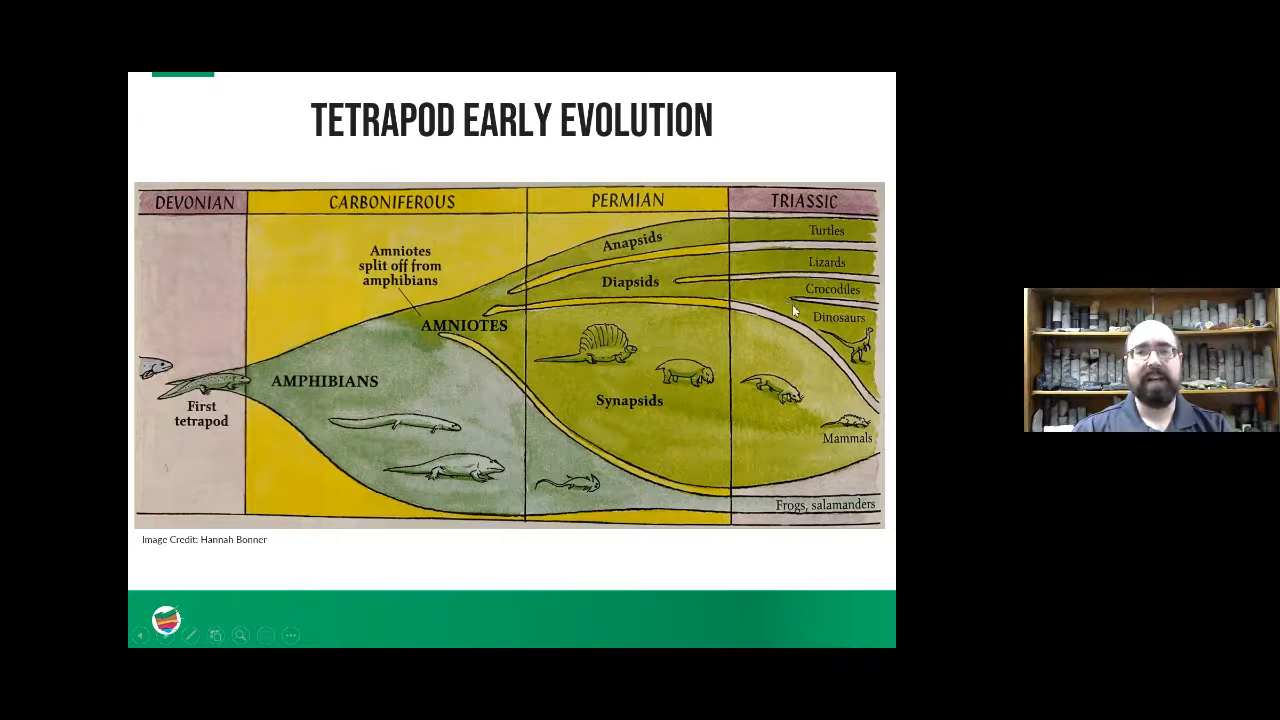 TETRAPOD EARLY EVOLUTION
DEVONIAN
CARBONIFEROUS
PERMIAN
TRIASSIC
Amniotes
split off from
amphibians
Anapsids
Turtles
Diapsids
Lizards
Crocodiles
Dinosaurs
AMNIOTES
AMPHIBIANS
First
tetrapod
Synapsids
Mammals
Frogs, salamanders
Image Credit: Hannah Bonner